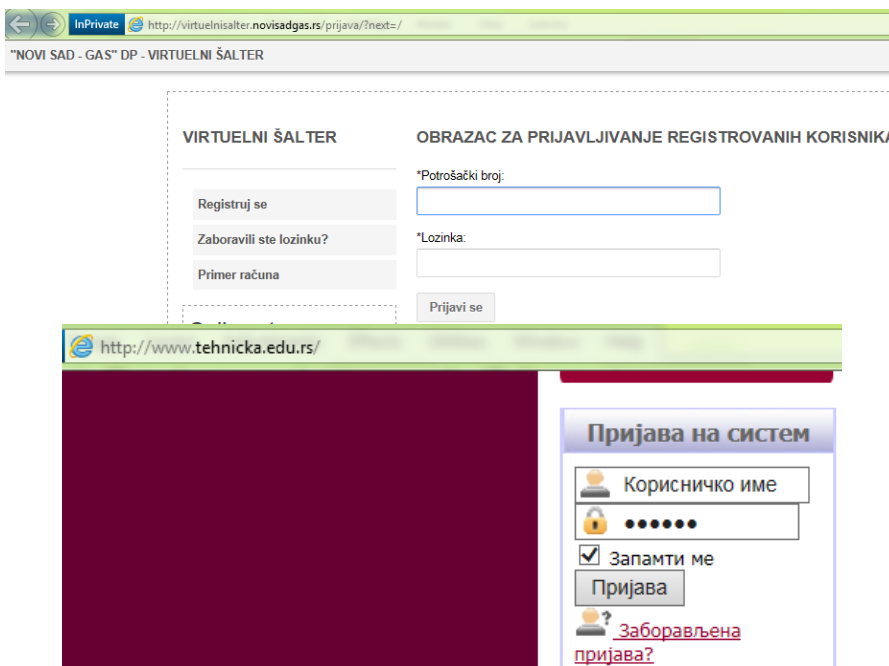 InPrivate http://virtuelnisalter.novisadgas.rs/prijava/?next=/
"NOVI SAD - GAS" DP - VIRTUELNI ŠALTER
VIRTUELNI ŠALTER
OBRAZAC ZA PRIJAVLJIVANJE REGISTROVANIH KORISNIKA
*Potrošački broj:
Registruj se
Zaboravili ste lozinku?
*Lozinka:
Primer računa
Prijavi se
http://www.tehnicka.edu.rs/
Пријава на систем
Корисничко име
••••••
Запамти ме
Пријава
? Заборављена
пријава?